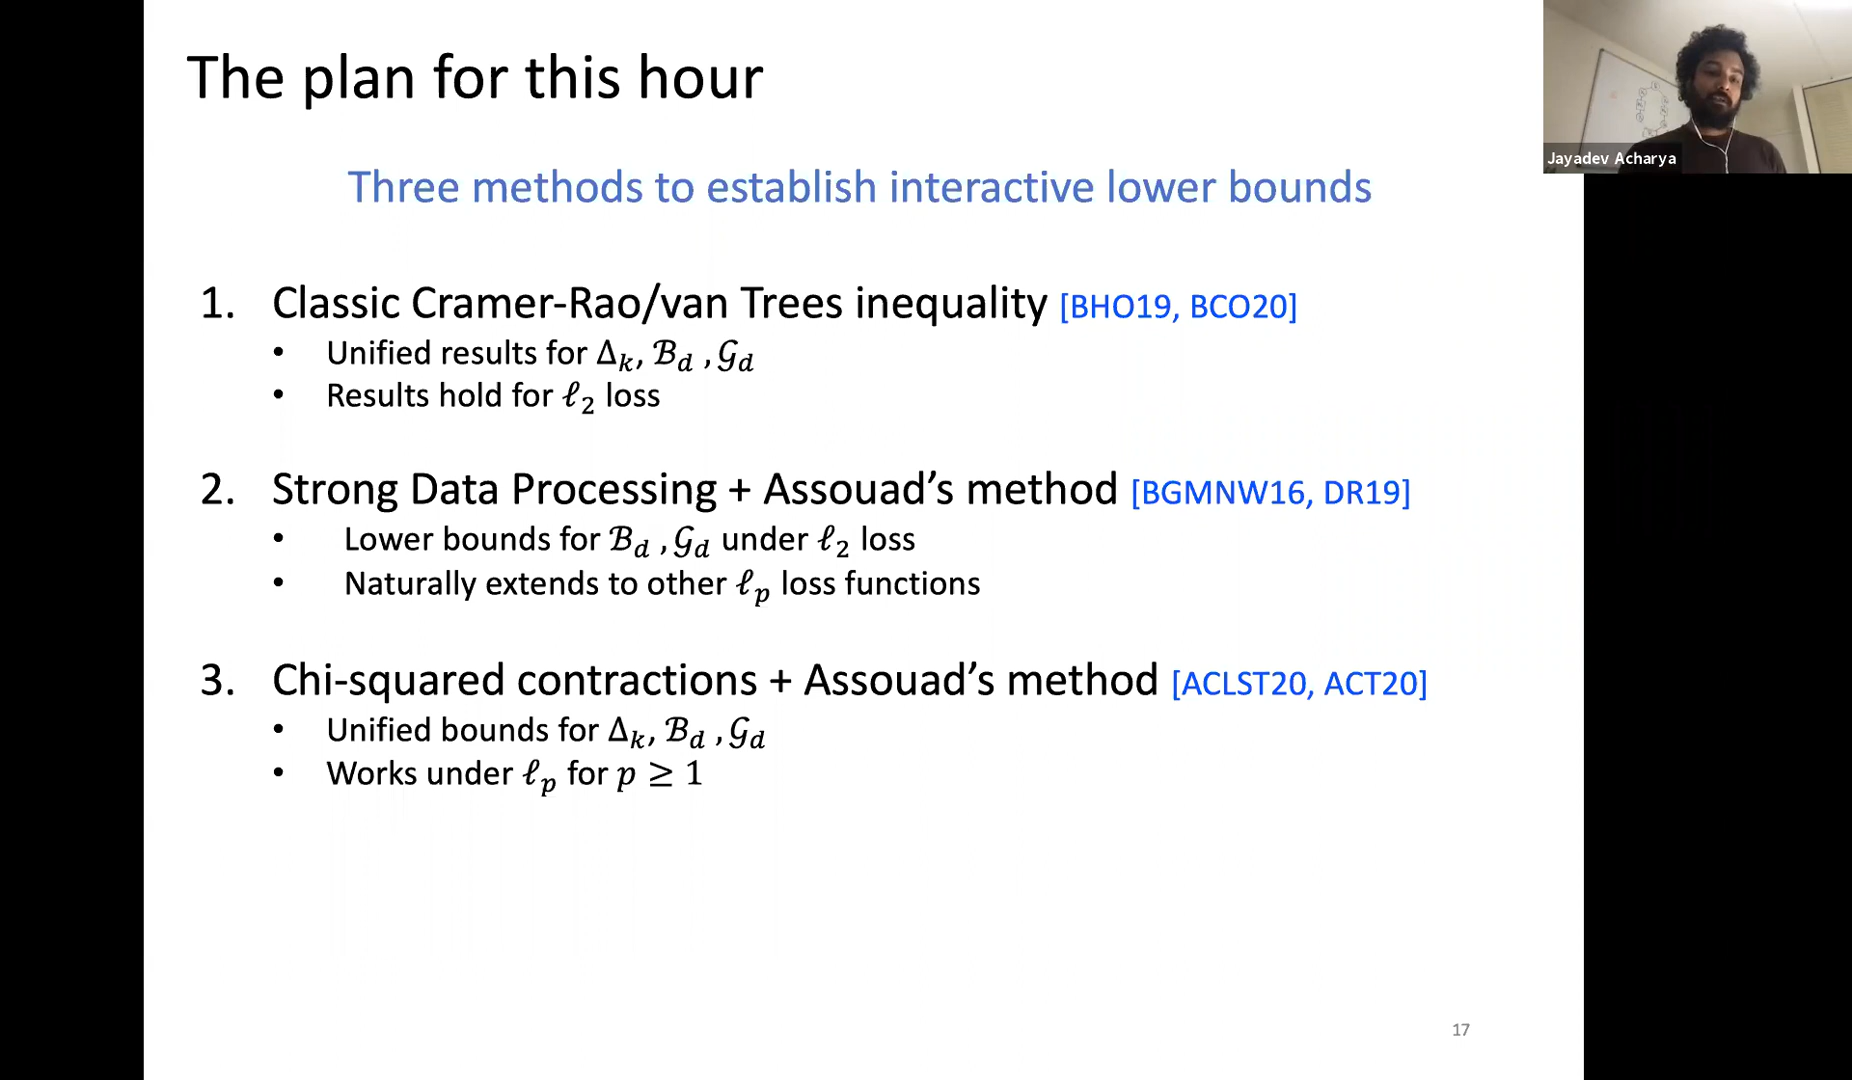 The plan for this hour
Jayadev Acharya
Three methods to establish interactive lower bounds
1. Classic Cramer-Rao/van Trees inequality [BHO19, BCO20]
• Unified results for Δ_k, ℬ_d , 𝒢_d
• Results hold for ℓ_2 loss
2. Strong Data Processing + Assouad’s method [BGMNW16, DR19]
• Lower bounds for ℬ_d , 𝒢_d under ℓ_2 loss
• Naturally extends to other ℓ_p loss functions
3. Chi-squared contractions + Assouad’s method [ACLST20, ACT20]
• Unified bounds for Δ_k, ℬ_d , 𝒢_d
• Works under ℓ_p for p ≥ 1
17